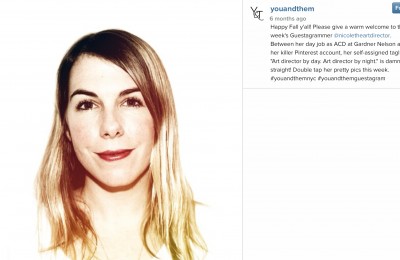 Y&T
youandthem
6 months ago
Happy Fall y'all! Please give a warm welcome to th
week's Guestagrammer @nicoletheartdirector.
Between her day job as ACD at Gardner Nelson a
her killer Pinterest account, her self-assigned tagl
"Art director by day. Art director by night." is damn
straight! Double tap her pretty pics this week.
#youandthemnyc #youandthemguestagram